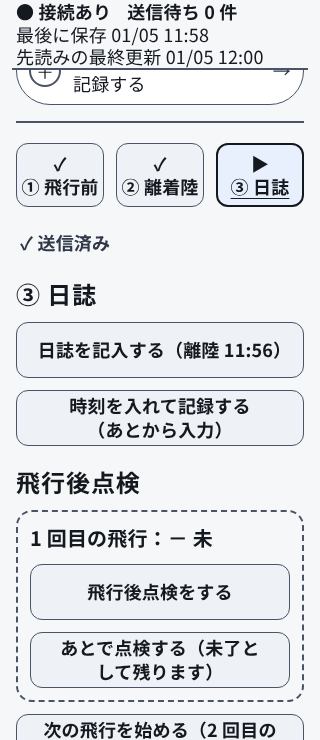 ● 接続あり　送信待ち 0 件
最後に保存 01/05 11:58
先読みの最終更新 01/05 12:00
記録する
✓
① 飛行前
✓
② 離着陸
▶
③ 日誌
✓ 送信済み
③ 日誌
日誌を記入する（離陸 11:56）
時刻を入れて記録する
（あとから入力）
飛行後点検
1 回目の飛行：－ 未
飛行後点検をする
あとで点検する（未了と
して残ります）
次の飛行を始める（2 回目の